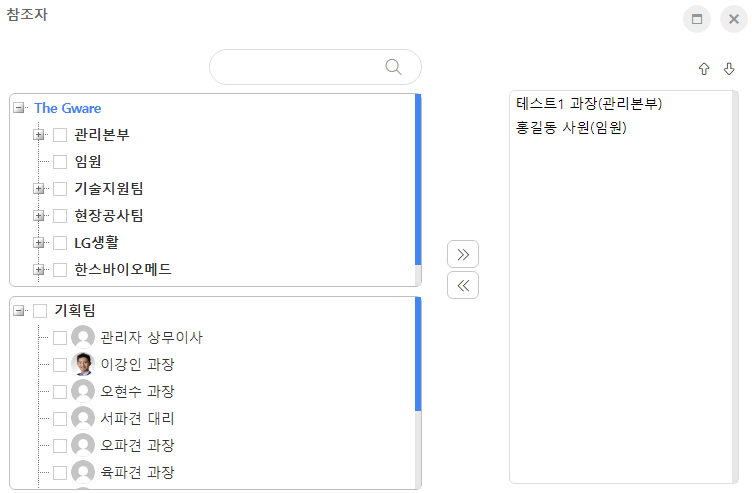 참조자
The Gware
관리본부
임원
기술지원팀
현장공사팀
LG생활
한스바이오메드
기획팀
관리자 상무이사
이강인 과장
오현수 과장
서파견 대리
오파견 과장
육파견 과장
테스트1 과장(관리본부)
홍길동 사원(임원)